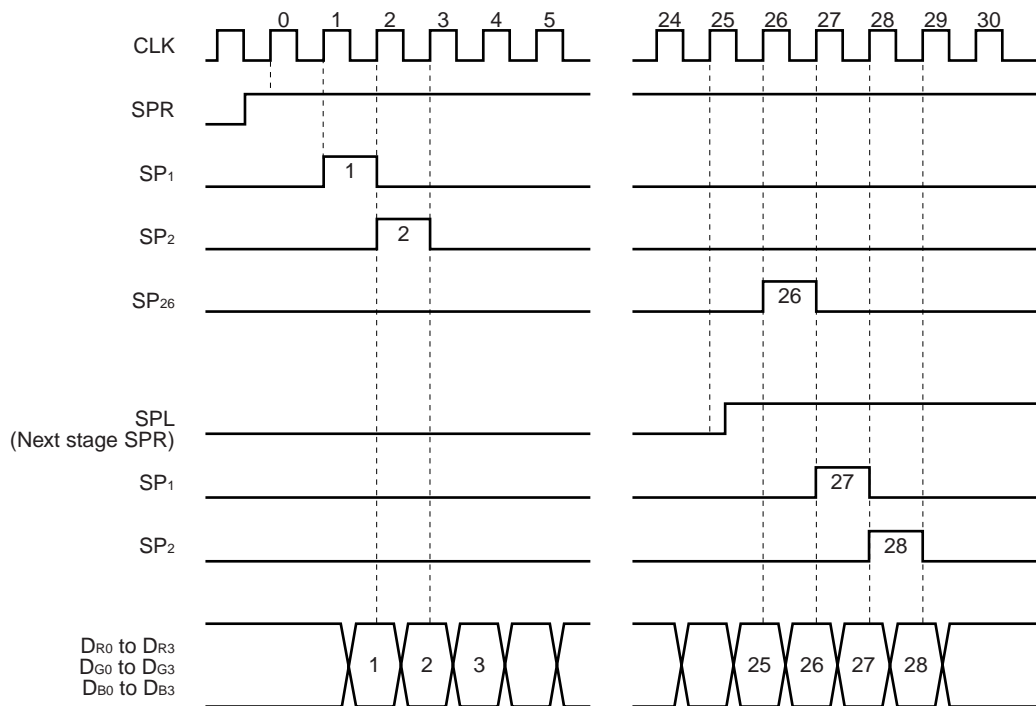 0 1 2 3 4 5 24 25 26 27 28 29 30
CLK
SPR
SP1
1
SP2
2
SP26
26
SPL
(Next stage SPR)
SP1
27
SP2
28
DR0 to DR3
DG0 to DG3
DB0 to DB3
1 2 3 25 26 27 28